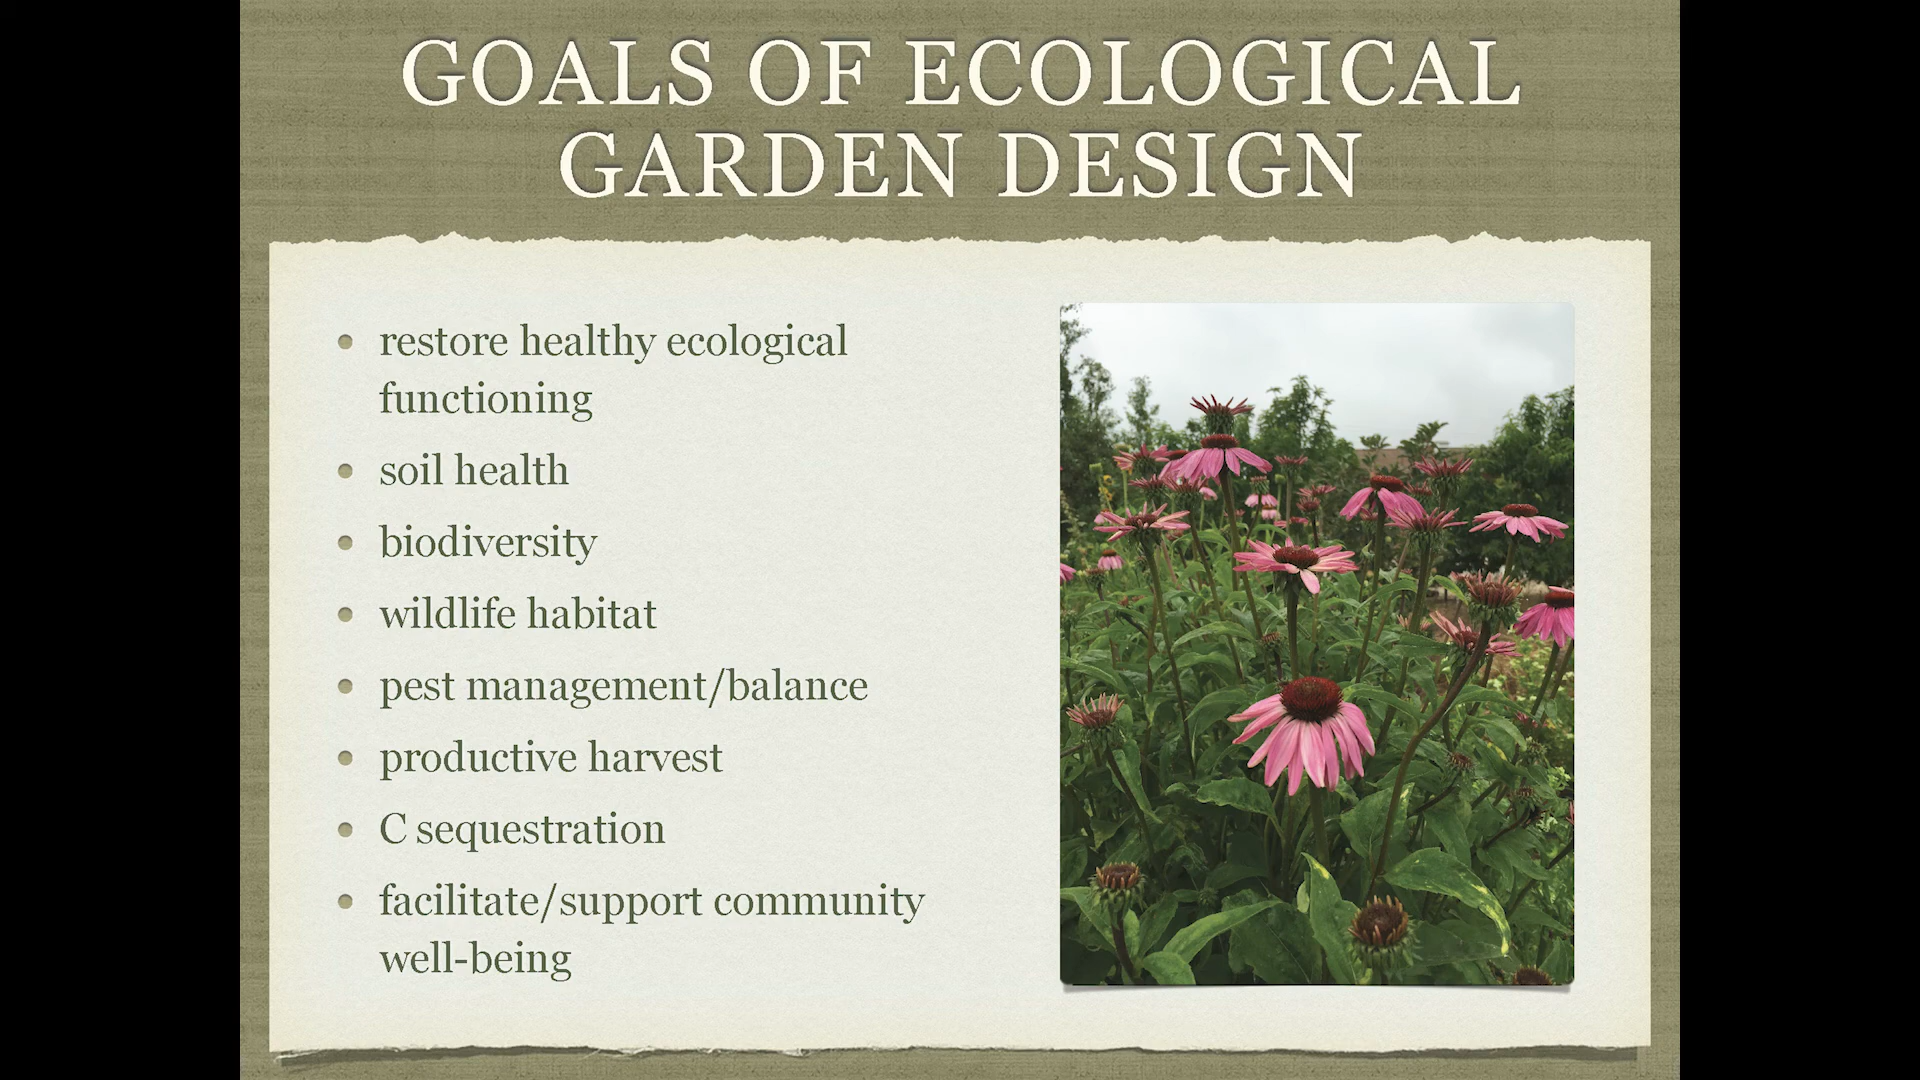 GOALS OF ECOLOGICAL
GARDEN DESIGN
restore healthy ecological
functioning
soil health
biodiversity
wildlife habitat
pest management/balance
productive harvest
C sequestration
facilitate/support community
well-being